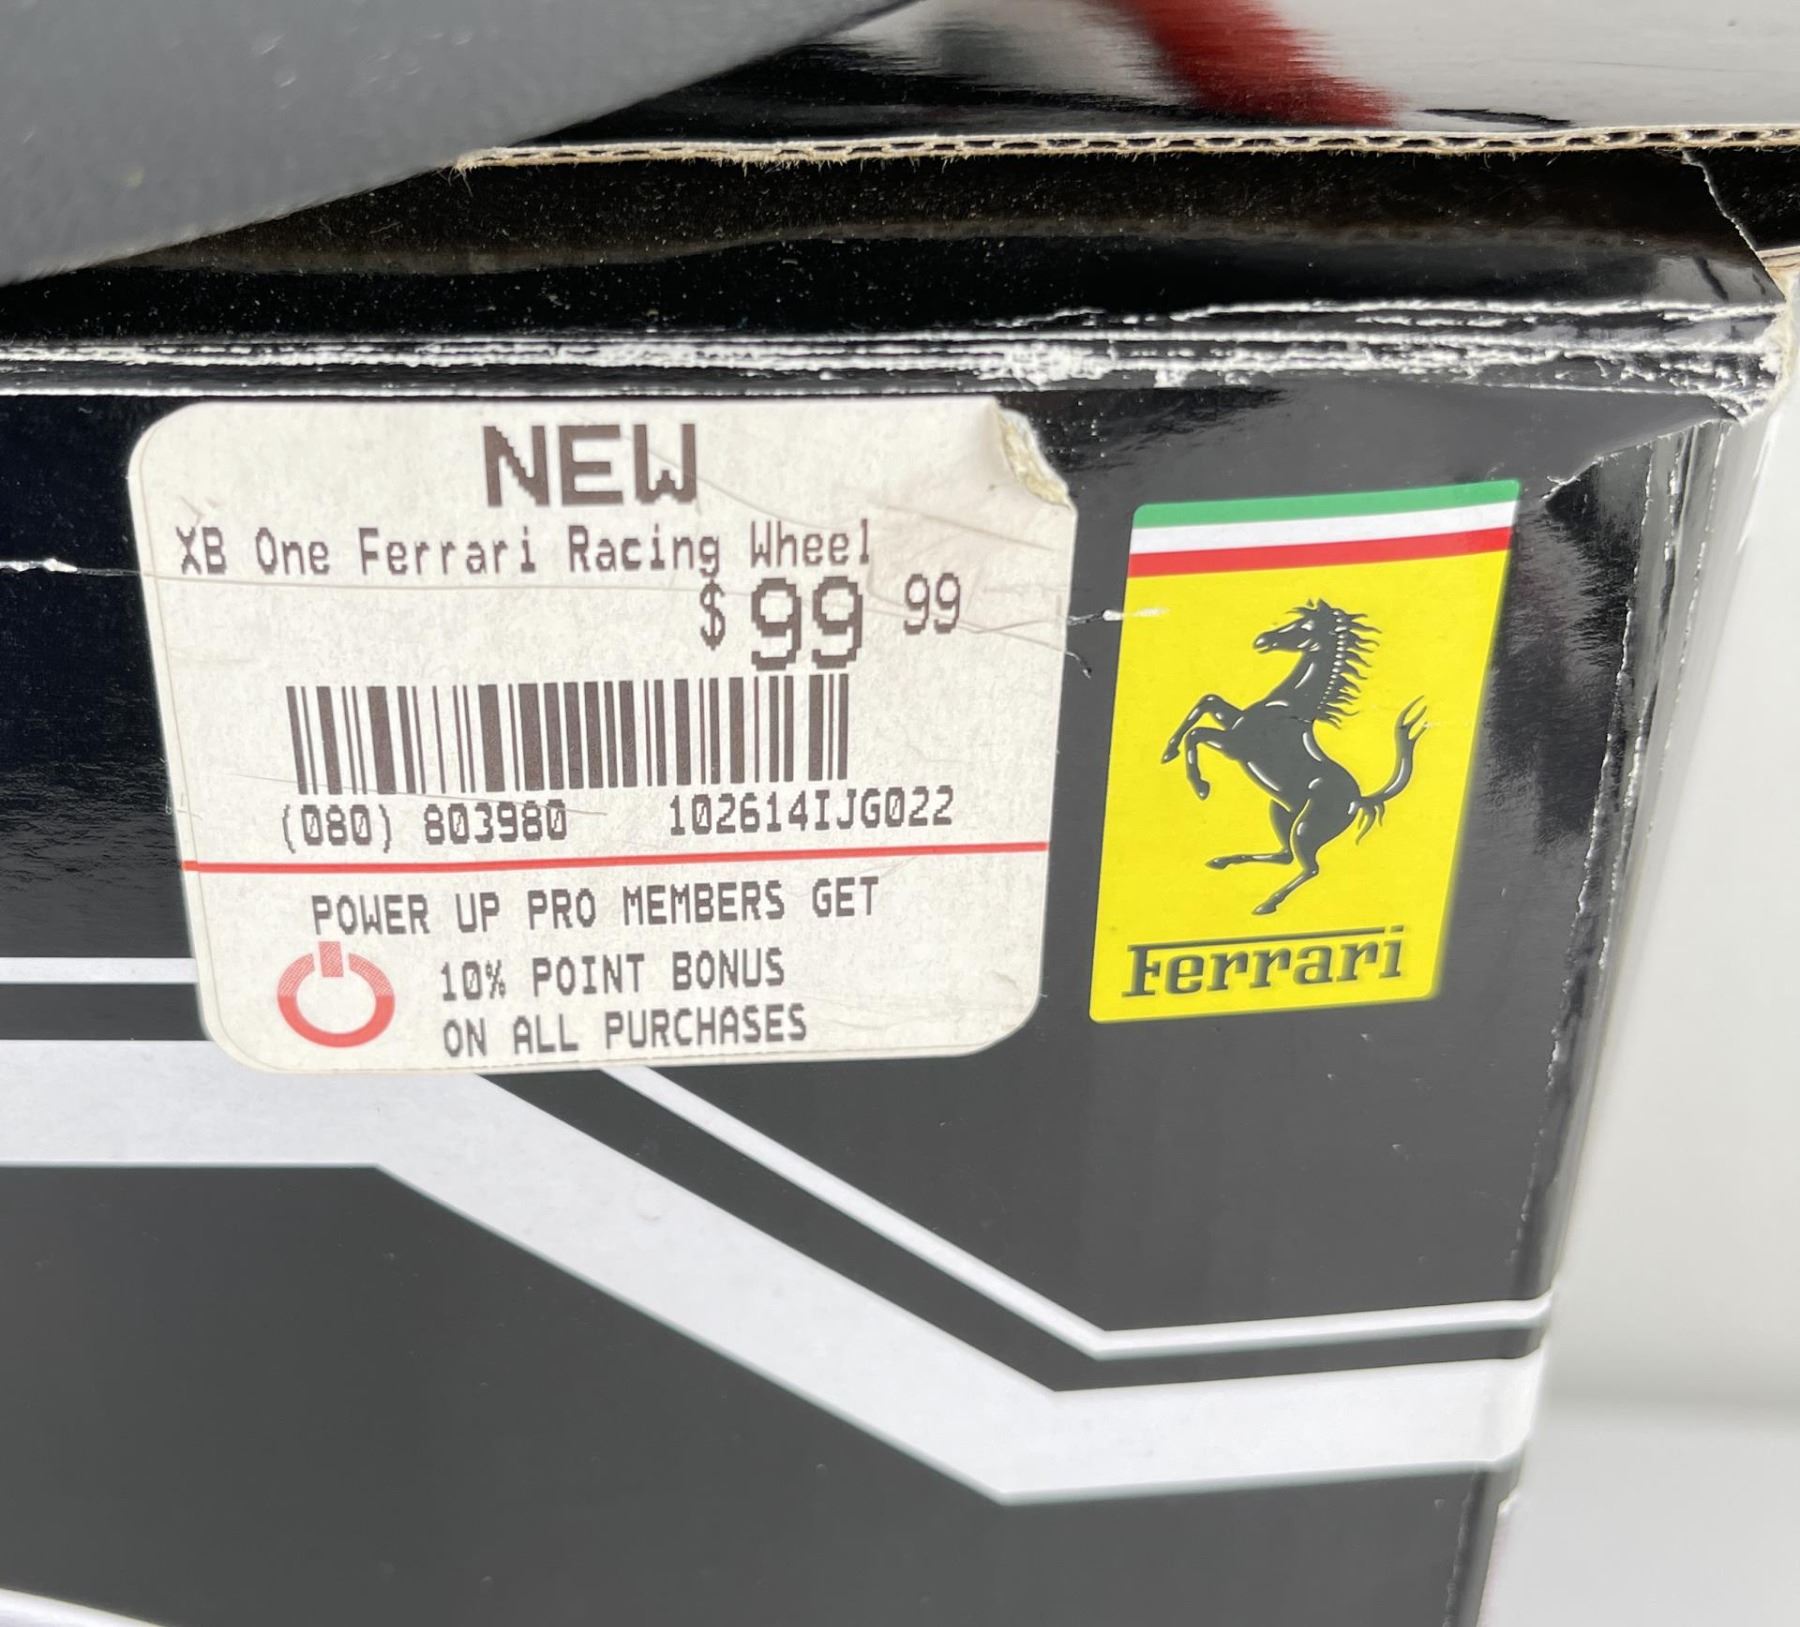 NEW
XB One Ferrari Racing Wheel
$ 99 99
(080) 803980 102614IJG022
POWER UP PRO MEMBERS GET
10% POINT BONUS
ON ALL PURCHASES
Ferrari